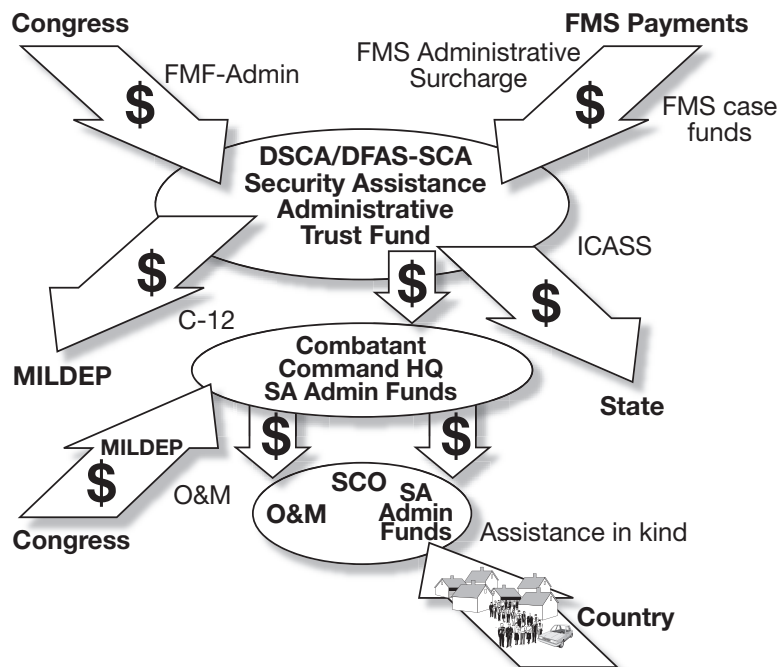 Congress
FMS Payments
FMF-Admin
$
FMS Administrative
Surcharge
$
FMS case
funds
DSCA/DFAS-SCA
Security Assistance
Administrative
Trust Fund
$
C-12
MILDEP
$
ICASS
$
State
Combatant
Command HQ
SA Admin Funds
MILDEP
$
O&M
Congress
$
$
SCO
O&M
SA
Admin
Funds
Assistance in kind
Country